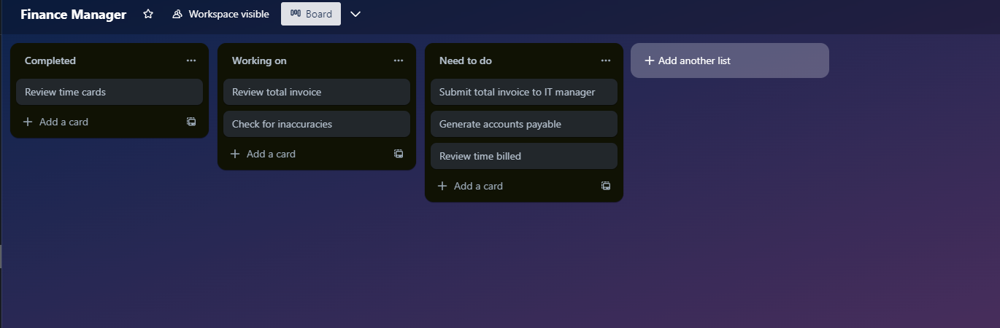 Finance Manager
Workspace visible
Board
Completed
Review time cards
Add a card
Working on
Review total invoice
Check for inaccuracies
Add a card
Need to do
Submit total invoice to IT manager
Generate accounts payable
Review time billed
Add a card
Add another list